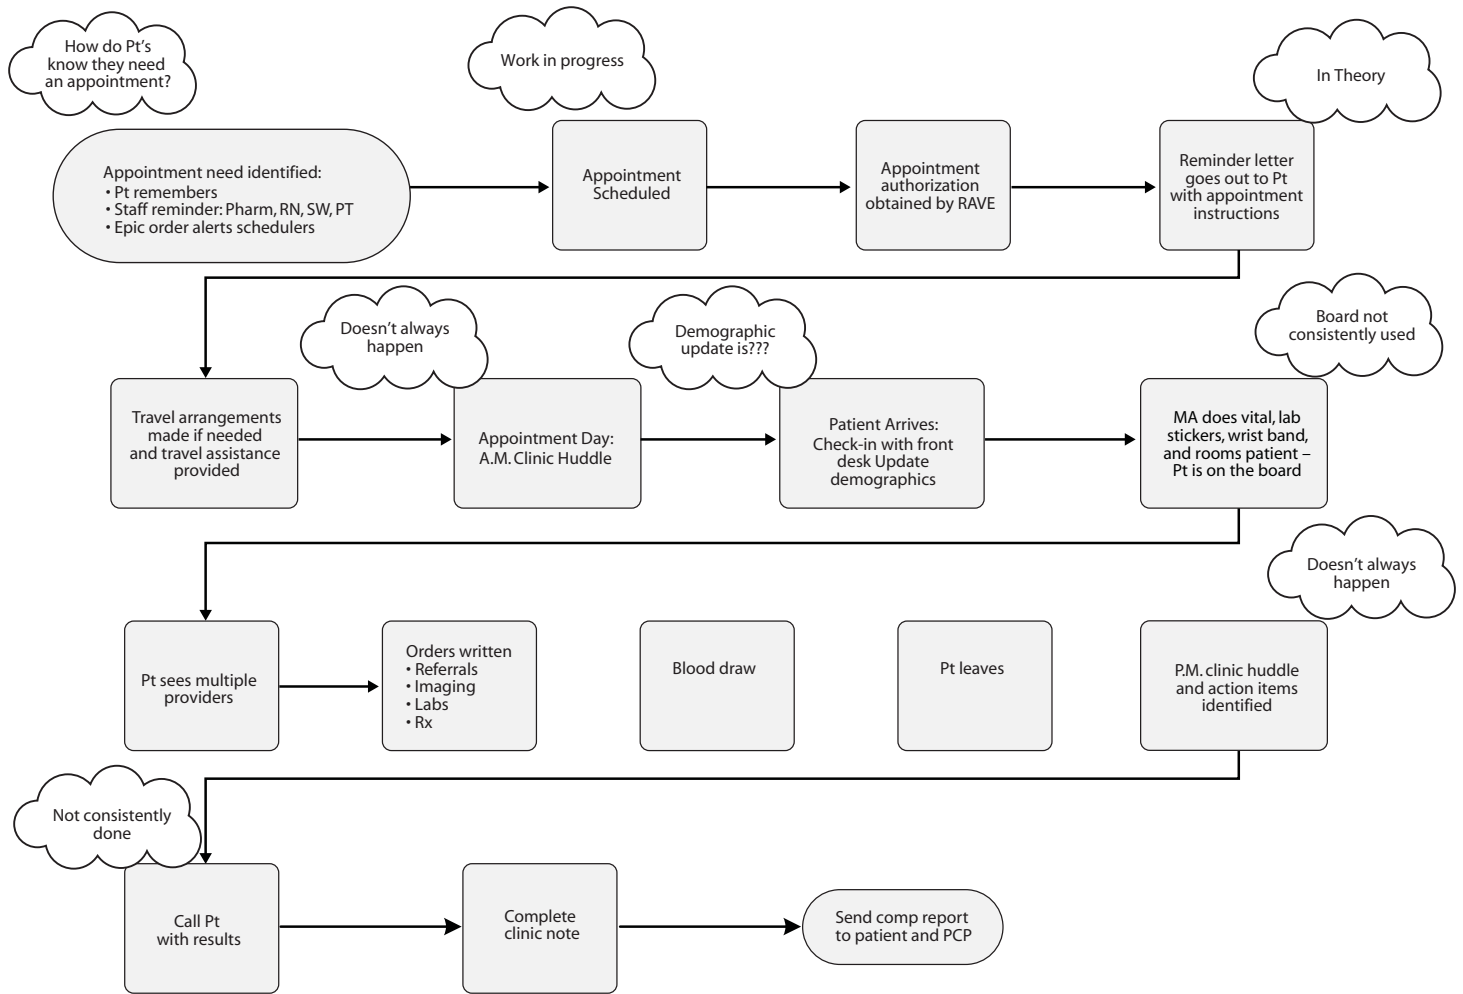 How do Pt’s
know they need
an appointment?
Work in progress
In Theory
Appointment need identified:
• Pt remembers
• Staff reminder: Pharm, RN, SW, PT
• Epic order alerts schedulers
Appointment
Scheduled
Appointment
authorization
obtained by RAVE
Reminder letter
goes out to Pt
with appointment
instructions
Doesn’t always
happen
Demographic
update is???
Board not
consistently used
Travel arrangements
made if needed
and travel assistance
provided
Appointment Day:
A.M. Clinic Huddle
Patient Arrives:
Check-in with front
desk Update
demographics
MA does vital, lab
stickers, wrist band,
and rooms patient –
Pt is on the board
Doesn’t always
happen
Pt sees multiple
providers
Orders written
• Referrals
• Imaging
• Labs
• Rx
Blood draw
Pt leaves
P.M. clinic huddle
and action items
identified
Not consistently
done
Call Pt
with results
Complete
clinic note
Send comp report
to patient and PCP